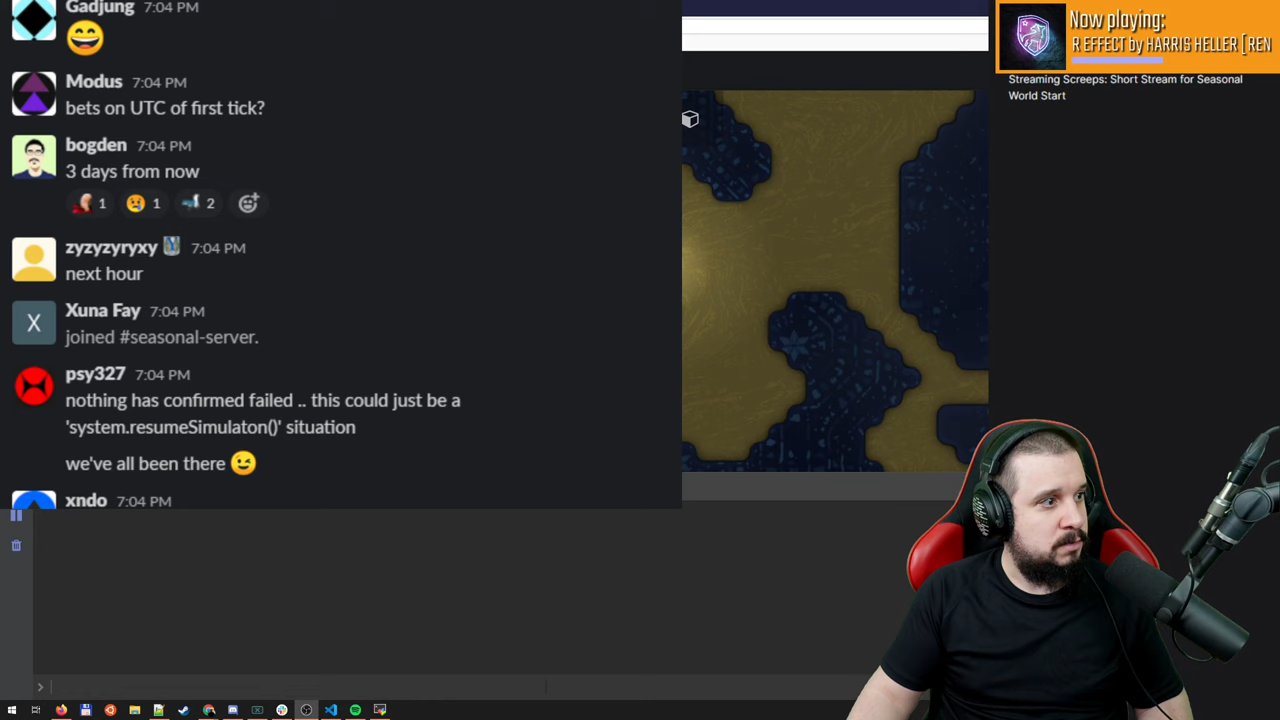 Gadjung 7:04 PM
Modus 7:04 PM
bets on UTC of first tick?
bogden 7:04 PM
3 days from now
1 1 2
zyzyzyryxy 7:04 PM
next hour
X
Xuna Fay 7:04 PM
joined #seasonal-server.
psy327 7:04 PM
nothing has confirmed failed .. this could just be a
'system.resumeSimulaton()' situation
we've all been there
xndo 7:04 PM
Now playing:
R EFFECT by HARRIS HELLER [REN
Streaming Screeps: Short Stream for Seasonal
World Start